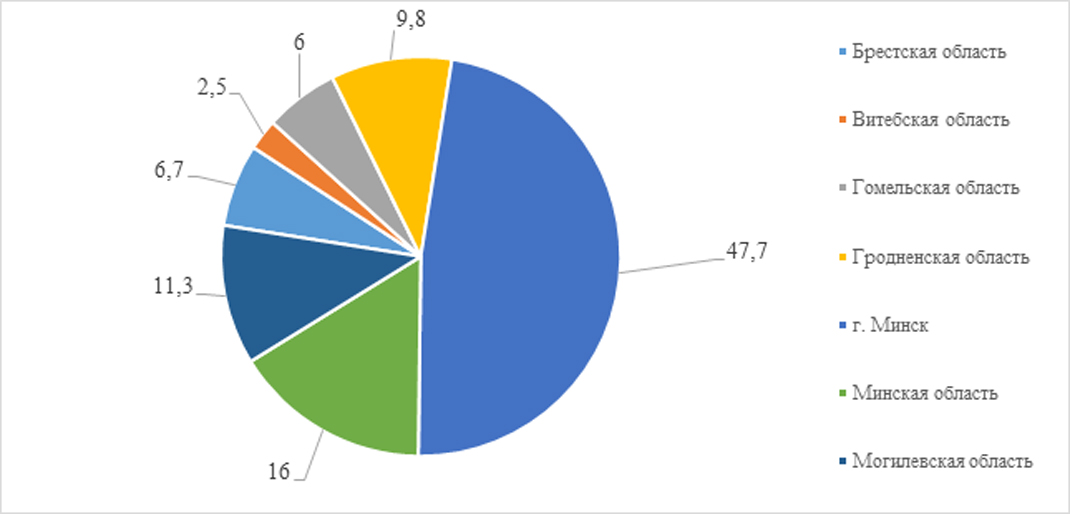 9,8
6
2,5
6,7
11,3
16
47,7
Брестская область
Витебская область
Гомельская область
Гродненская область
г. Минск
Минская область
Могилевская область